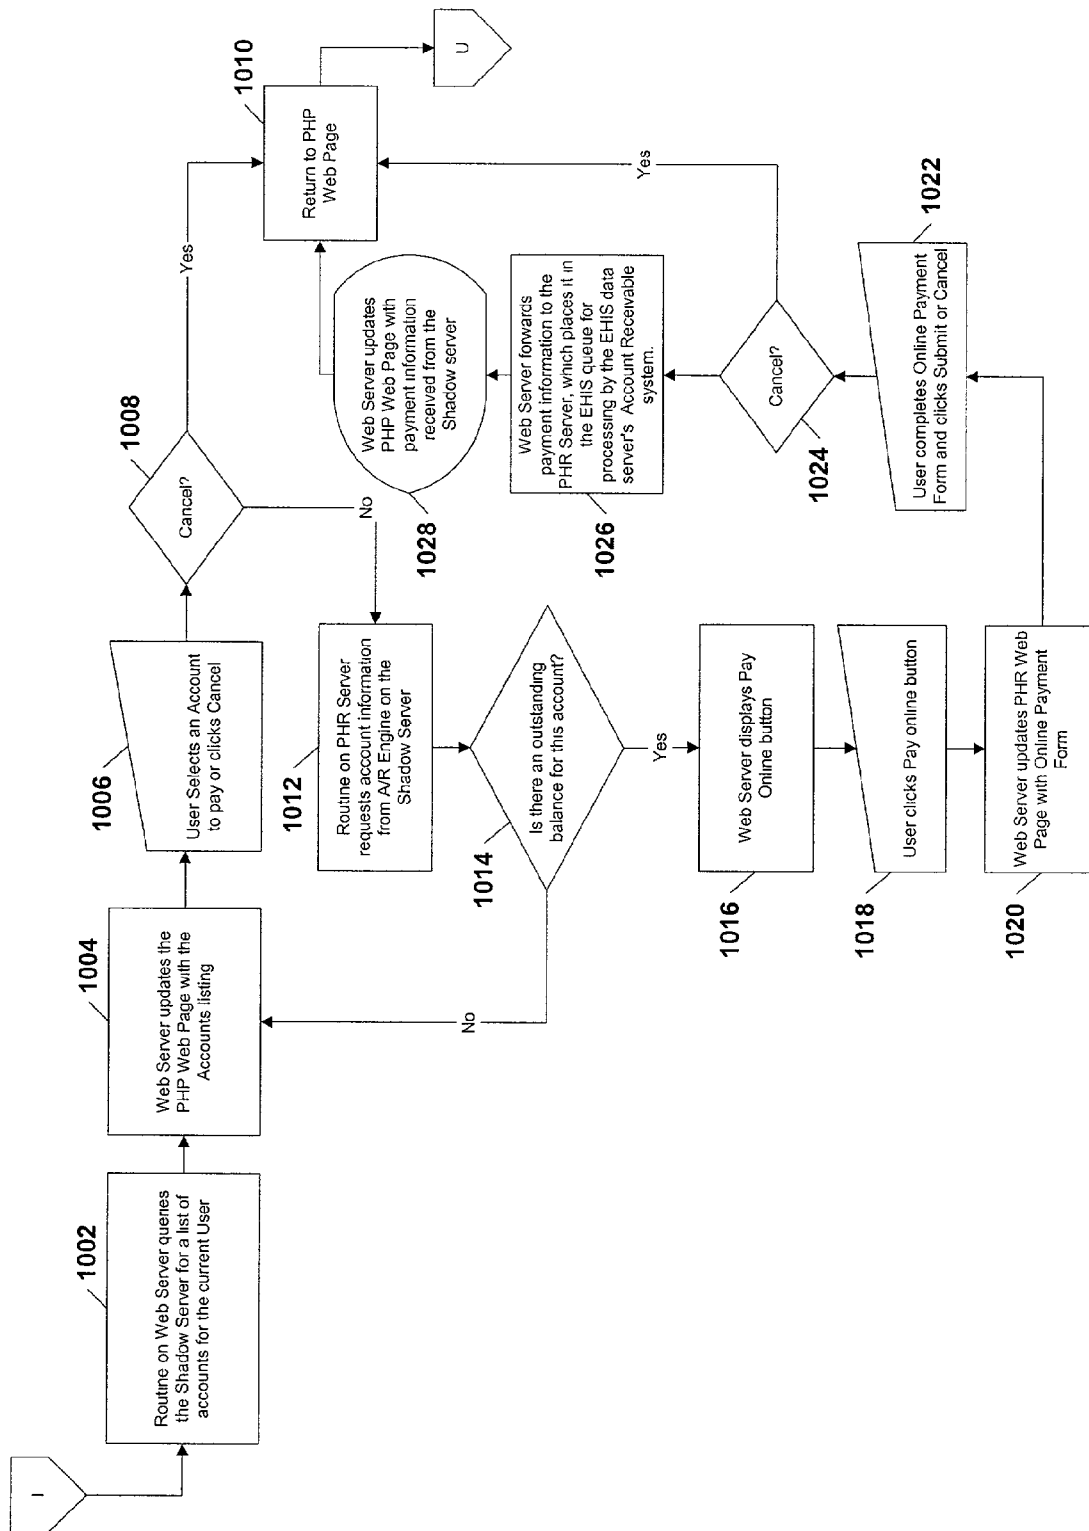 I
1002
Routine on Web Server queries
the Shadow Server for a list of
accounts for the current User
1004
Web Server updates the
PHP Web Page with the
Accounts listing
1006
User Selects an Account
to pay or clicks Cancel
1008
Cancel?
Yes
No
1010
Return to PHP
Web Page
U
1012
Routine on PHR Server
requests account information
from A/R Engine on the
Shadow Server
1014
Is there an outstanding
balance for this account?
No
Yes
1016
Web Server displays Pay
Online button
1018
User clicks Pay online button
1020
Web Server updates PHR Web
Page with Online Payment
Form
1022
User completes Online Payment
Form and clicks Submit or Cancel
1024
Cancel?
Yes
1026
Web Server forwards
payment information to the
PHR Server, which places it in
the EHIS queue for
processing by the EHIS data
server's Account Receivable
system.
1028
Web Server updates
PHP Web Page with
payment information
received from the
Shadow server